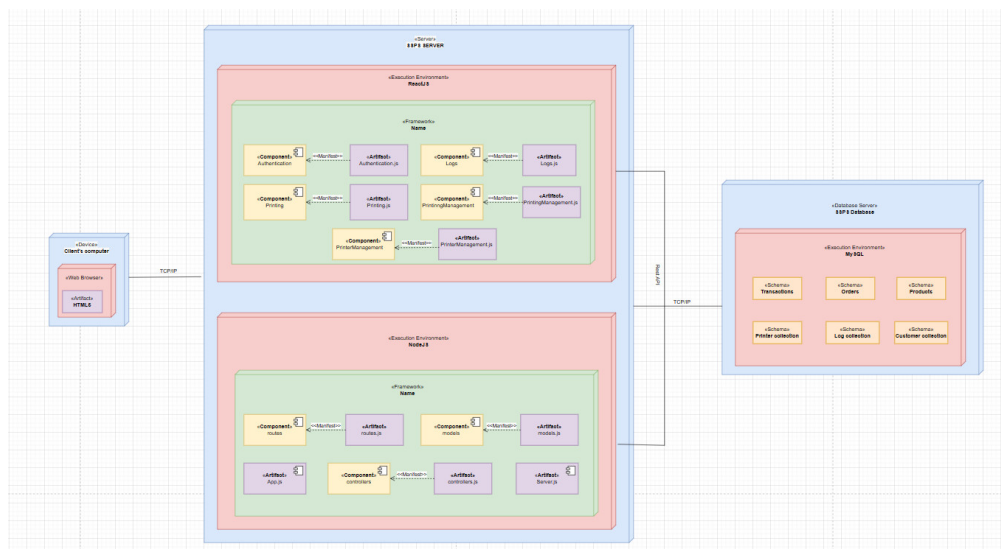 «Server»
SSPS SERVER
«Execution Environment»
ReactJS
«Framework»
Name
«Component»
Authentication
<<Manifest>>
«Artifact»
Authentication.js
«Component»
Logs
<<Manifest>>
«Artifact»
Logs.js
«Component»
Printing
<<Manifest>>
«Artifact»
Printing.js
«Component»
PrintinngManagement
<<Manifest>>
«Artifact»
PrintingManagement.js
«Component»
PrinterManagement
<<Manifest>>
«Artifact»
PrinterManagement.js
«Device»
Client's computer
«Web Browser»
«Artifact»
HTML5
TCP/IP
Rest API
TCP/IP
«Database Server»
SSPS Database
«Execution Environment»
MySQL
«Schema»
Transactions
«Schema»
Orders
«Schema»
Products
«Schema»
Printer collection
«Schema»
Log collection
«Schema»
Customer collection
«Execution Environment»
NodeJS
«Framework»
Name
«Component»
routes
<<Manifest>>
«Artifact»
routes.js
«Component»
models
<<Manifest>>
«Artifact»
models.js
«Artifact»
App.js
«Component»
controllers
<<Manifest>>
«Artifact»
controllers.js
«Artifact»
Server.js